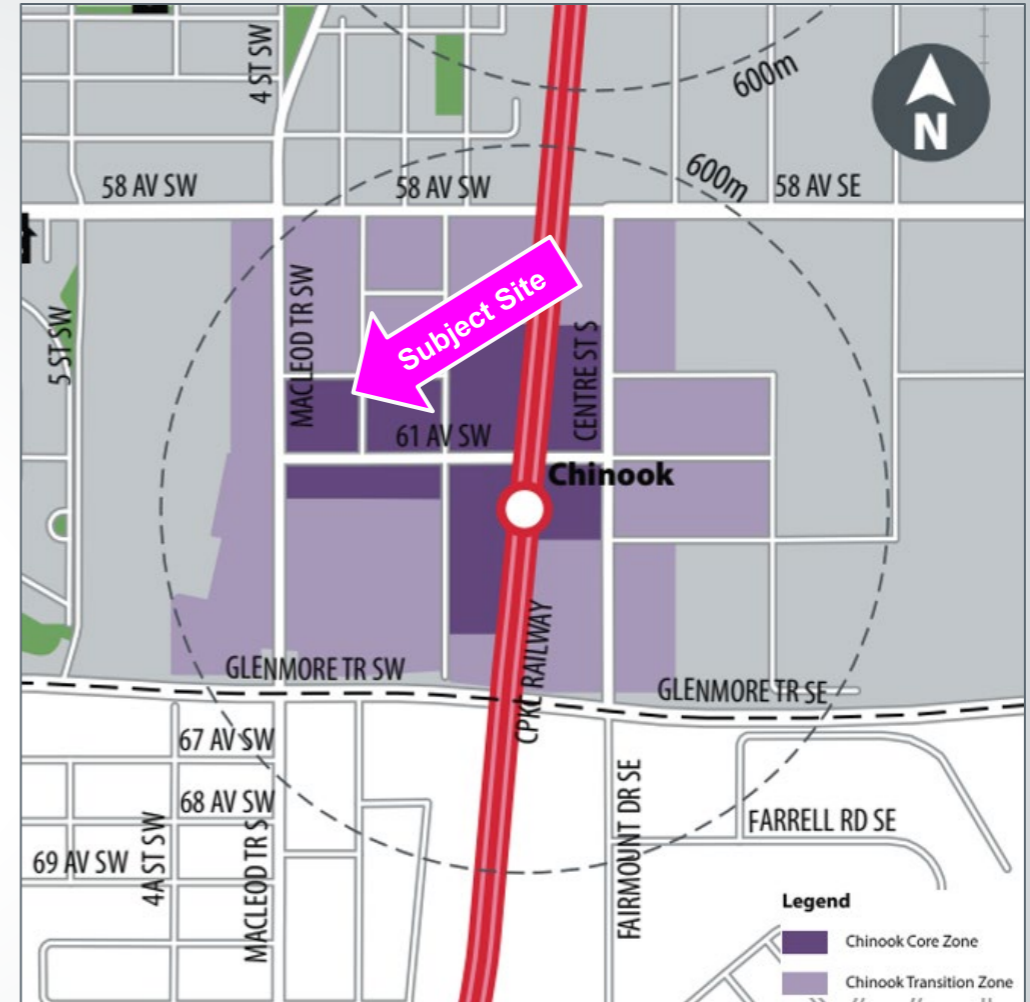 4 ST SW
600m
N
600m
58 AV SW
58 AV SW
58 AV SE
5 ST SW
MACLEOD TR SW
Subject Site
CENTRE ST S
61 AV SW
Chinook
CPKC RAILWAY
GLENMORE TR SW
GLENMORE TR SE
67 AV SW
68 AV SW
69 AV SW
4A ST SW
MACLEOD TR S
FAIRMOUNT DR SE
FARRELL RD SE
Legend
Chinook Core Zone
Chinook Transition Zone